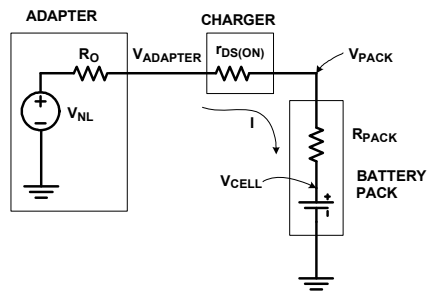 ADAPTER
CHARGER
RO
VADAPTER
rDS(ON)
VPACK
VNL
I
RPACK
VCELL
BATTERY
PACK